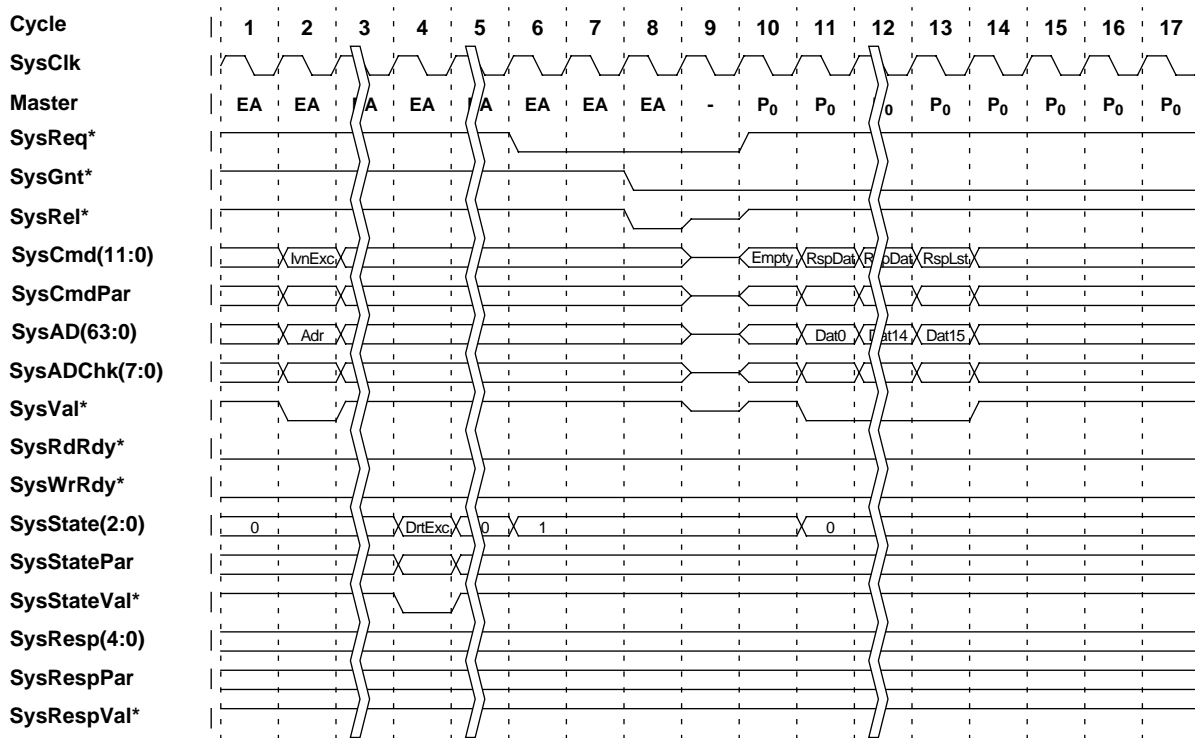 Cycle 1 2 3 4 5 6 7 8 9 10 11 12 13 14 15 16 17
SysClk
Master EA EA EA EA EA EA - P0 P0 P0 P0 P0 P0 P0
SysReq*
SysGnt*
SysRel*
SysCmd(11:0) IvnExc Empty RspDat RspLst
SysCmdPar
SysAD(63:0) Adr Dat0 Dat15
SysADChk(7:0)
SysVal*
SysRdRdy*
SysWrRdy*
SysState(2:0) 0 DrtExc 0 1 0
SysStatePar
SysStateVal*
SysResp(4:0)
SysRespPar
SysRespVal*